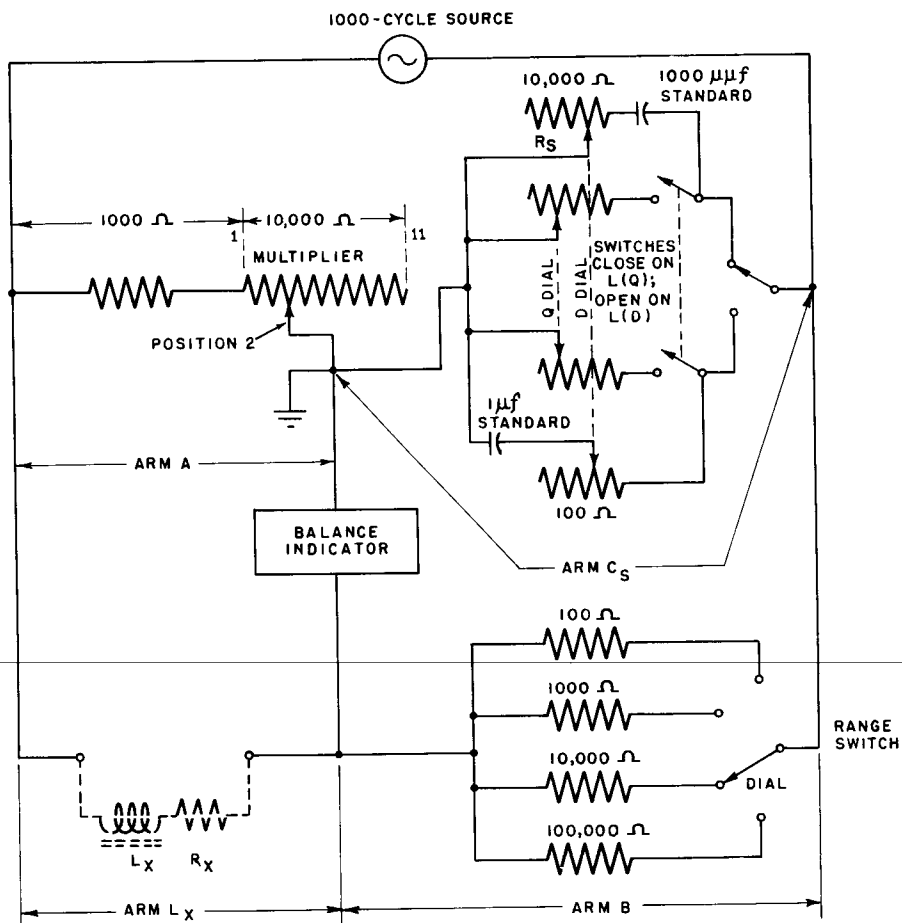 1000-CYCLE SOURCE
10,000 Ω
1000 μμf
STANDARD
R_S
1000 Ω
10,000 Ω
1
11
MULTIPLIER
POSITION 2
Q DIAL
D DIAL
SWITCHES
CLOSE ON
L(Q);
OPEN ON
L(D)
1 μf
STANDARD
100 Ω
ARM A
BALANCE
INDICATOR
ARM C_S
100 Ω
1000 Ω
10,000 Ω
100,000 Ω
RANGE
SWITCH
DIAL
L_X
R_X
ARM L_X
ARM B